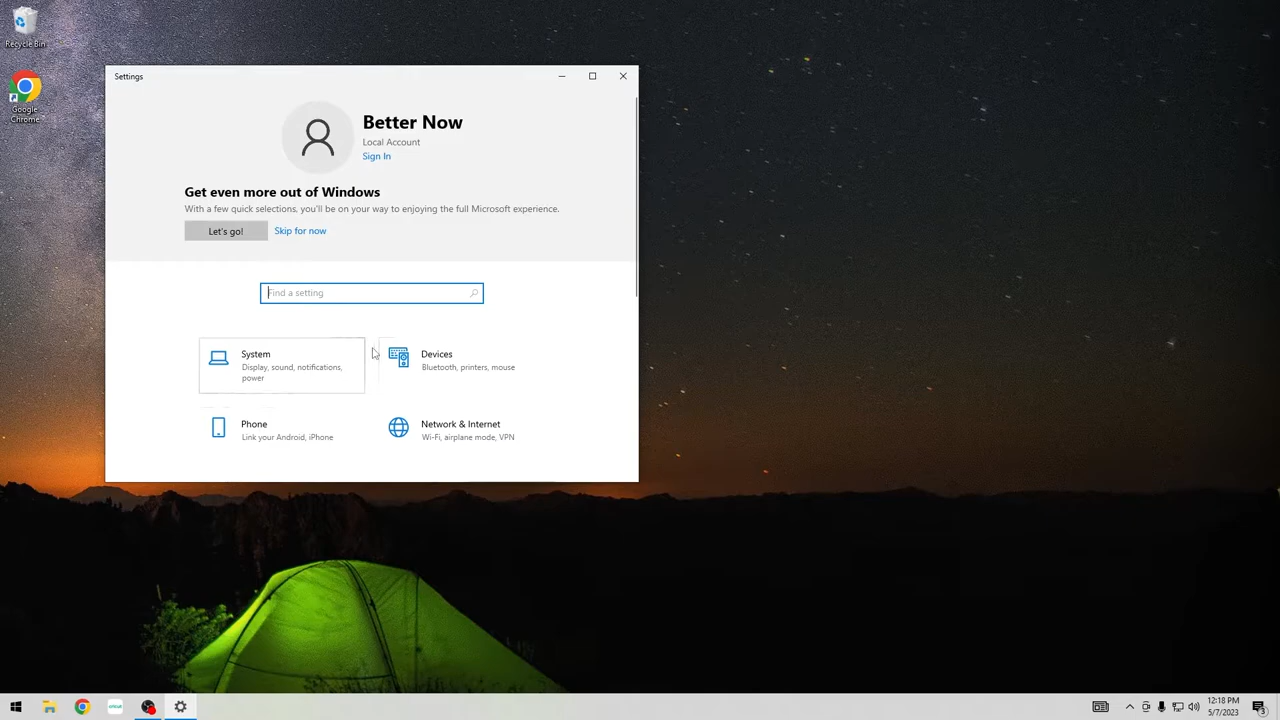 Recycle Bin
Google
Chrome
Settings
Better Now
Local Account
Sign In
Get even more out of Windows
With a few quick selections, you'll be on your way to enjoying the full Microsoft experience.
Let's go!
Skip for now
Find a setting
System
Display, sound, notifications,
power
Devices
Bluetooth, printers, mouse
Phone
Link your Android, iPhone
Network & Internet
Wi-Fi, airplane mode, VPN
cricut
12:18 PM
5/7/2023
3